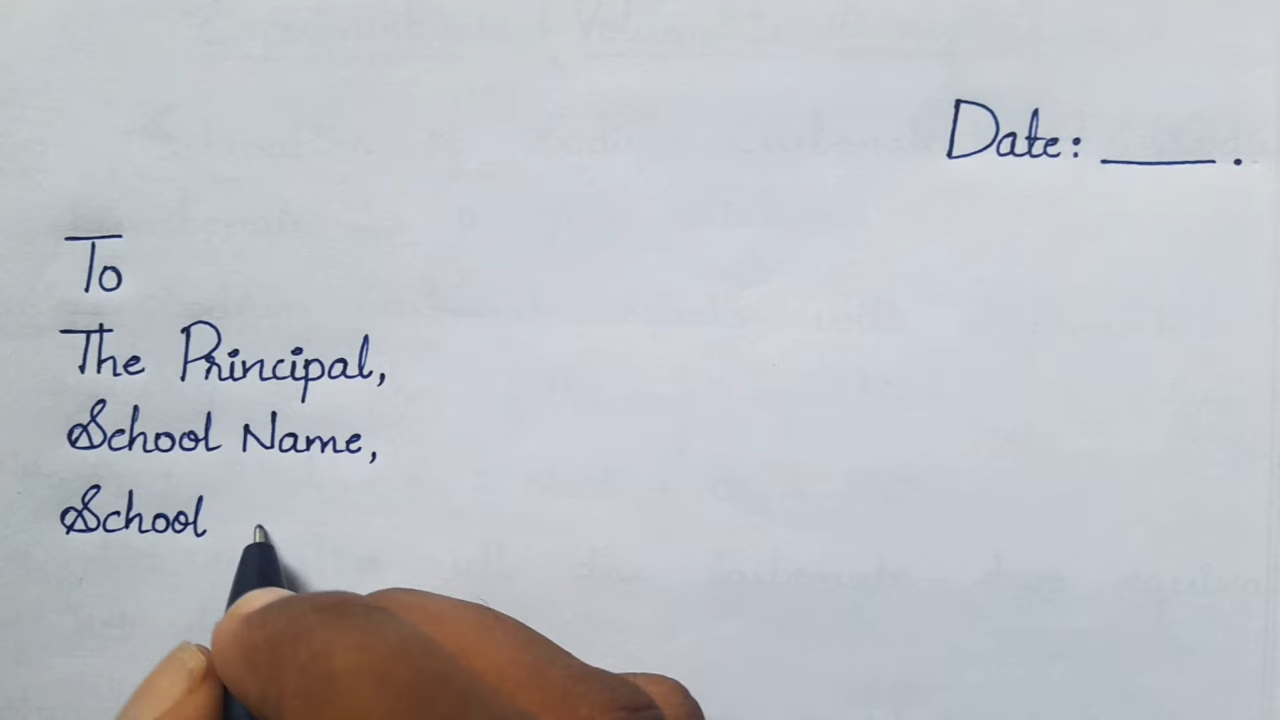 Date: ____.
To
The Principal,
School Name,
School